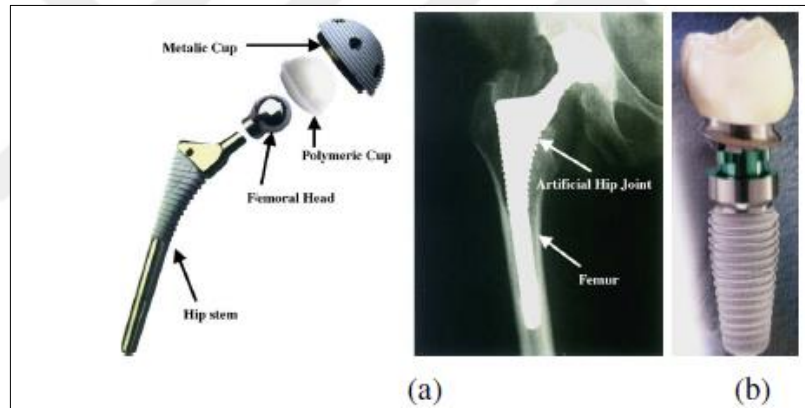 Metalic Cup
Polymeric Cup
Femoral Head
Hip stem
Artificial Hip Joint
Femur
(a)
(b)